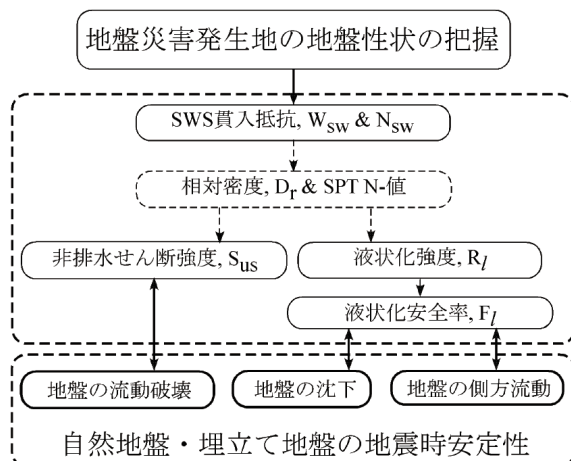 地盤災害発生地の地盤性状の把握
SWS貫入抵抗, Wsw & Nsw
相対密度, Dr & SPT N-値
非排水せん断強度, Sus
液状化強度, Rl
液状化安全率, Fl
地盤の流動破壊
地盤の沈下
地盤の側方流動
自然地盤・埋立て地盤の地震時安定性